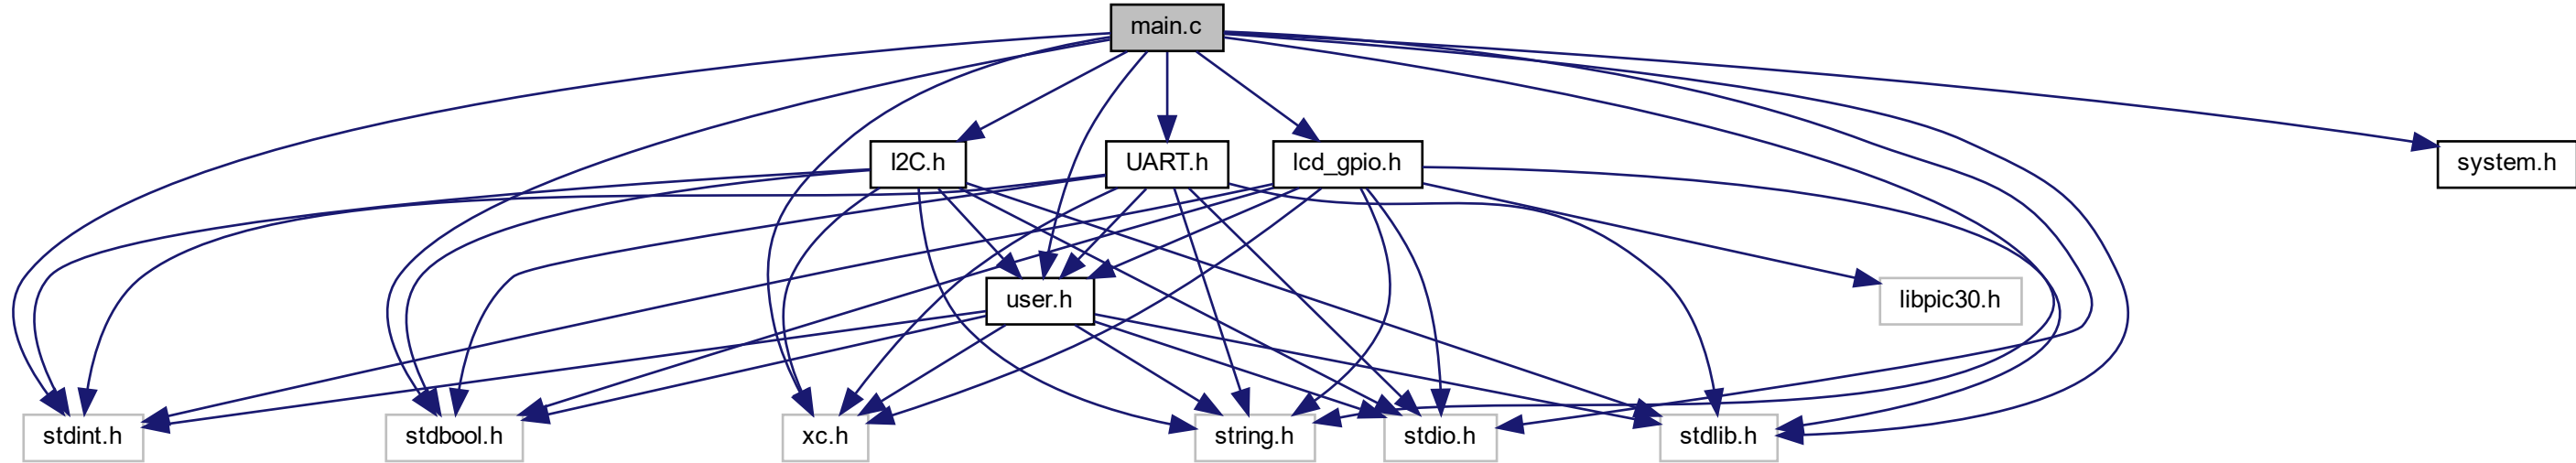 main.c
I2C.h
UART.h
lcd_gpio.h
system.h
user.h
libpic30.h
stdint.h
stdbool.h
xc.h
string.h
stdio.h
stdlib.h